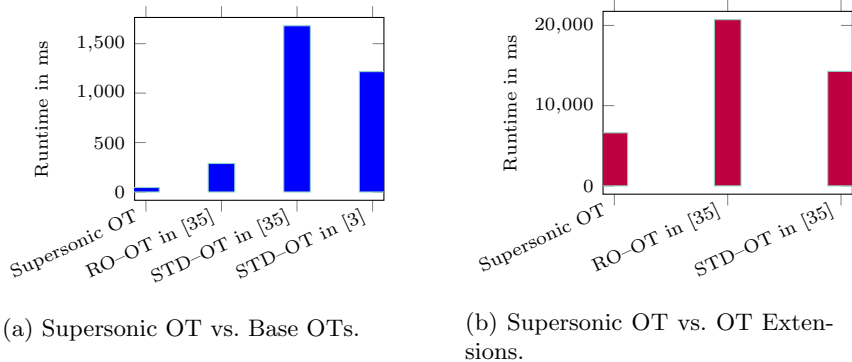 Runtime in ms
1,500
1,000
500
0
Supersonic OT
RO–OT in [35]
STD–OT in [35]
STD–OT in [3]
(a) Supersonic OT vs. Base OTs.
Runtime in ms
20,000
10,000
0
Supersonic OT
RO–OT in [35]
STD–OT in [35]
(b) Supersonic OT vs. OT Exten-
sions.